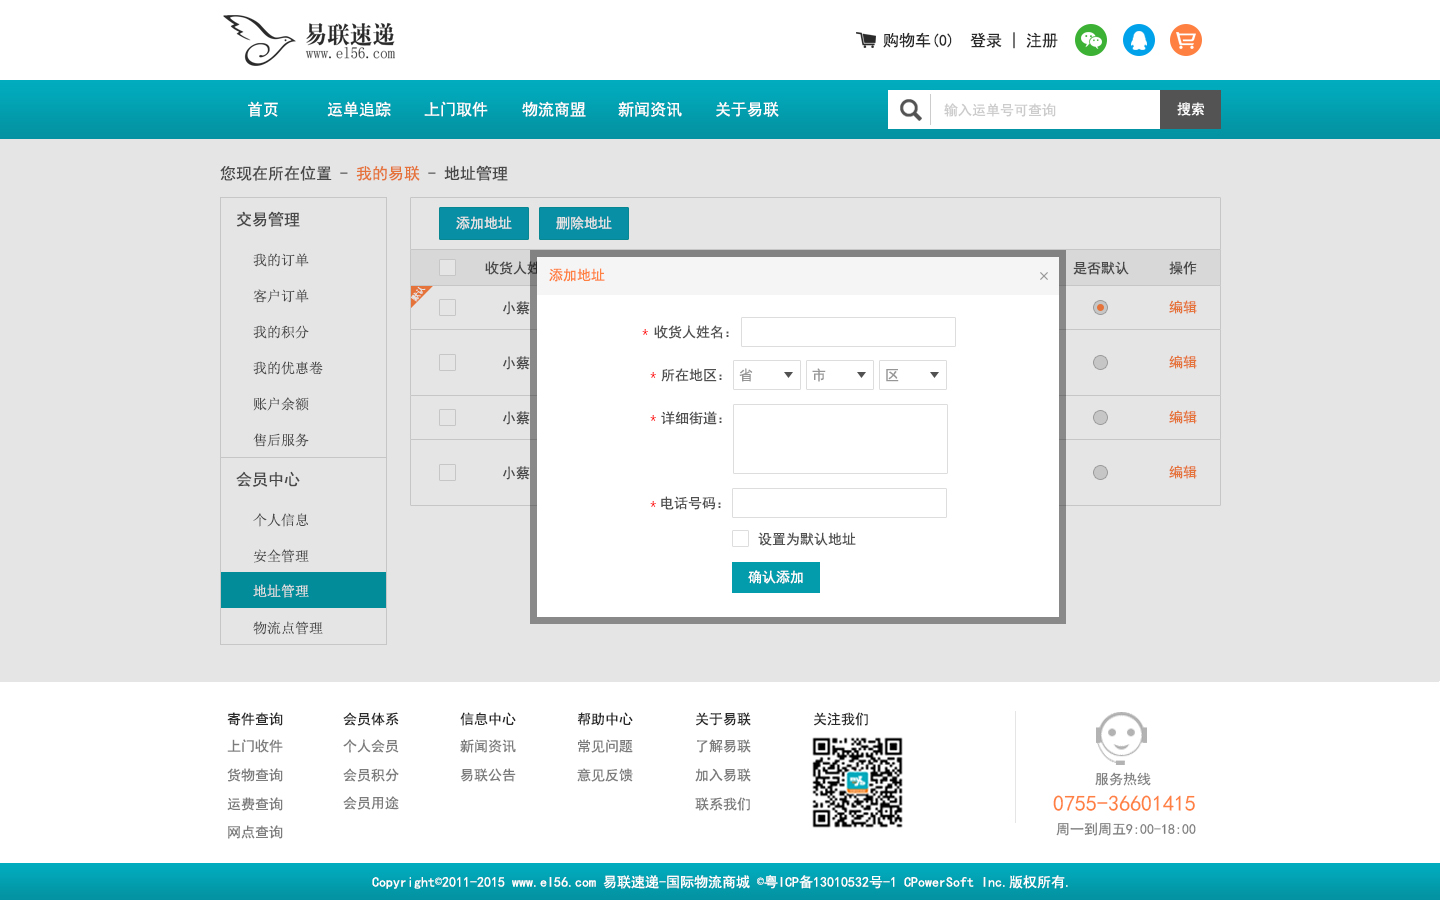 易联速递
www.el56.com
购物车(0) 登录 | 注册
首页 运单追踪 上门取件 物流商盟 新闻资讯 关于易联
输入运单号可查询 搜索
您现在所在位置 - 我的易联 - 地址管理
交易管理
我的订单
客户订单
我的积分
我的优惠卷
账户余额
售后服务
会员中心
个人信息
安全管理
地址管理
物流点管理
添加地址 删除地址
收货人姓 是否默认 操作
默认 小蔡 编辑
小蔡 编辑
小蔡 编辑
小蔡 编辑
添加地址 ×
* 收货人姓名：
* 所在地区： 省 市 区
* 详细街道：
* 电话号码：
设置为默认地址
确认添加
寄件查询
上门收件
货物查询
运费查询
网点查询
会员体系
个人会员
会员积分
会员用途
信息中心
新闻资讯
易联公告
帮助中心
常见问题
意见反馈
关于易联
了解易联
加入易联
联系我们
关注我们
服务热线
0755-36601415
周一到周五9:00-18:00
Copyright©2011-2015 www.el56.com 易联速递-国际物流商城 ©粤ICP备13010532号-1 CPowerSoft Inc.版权所有.